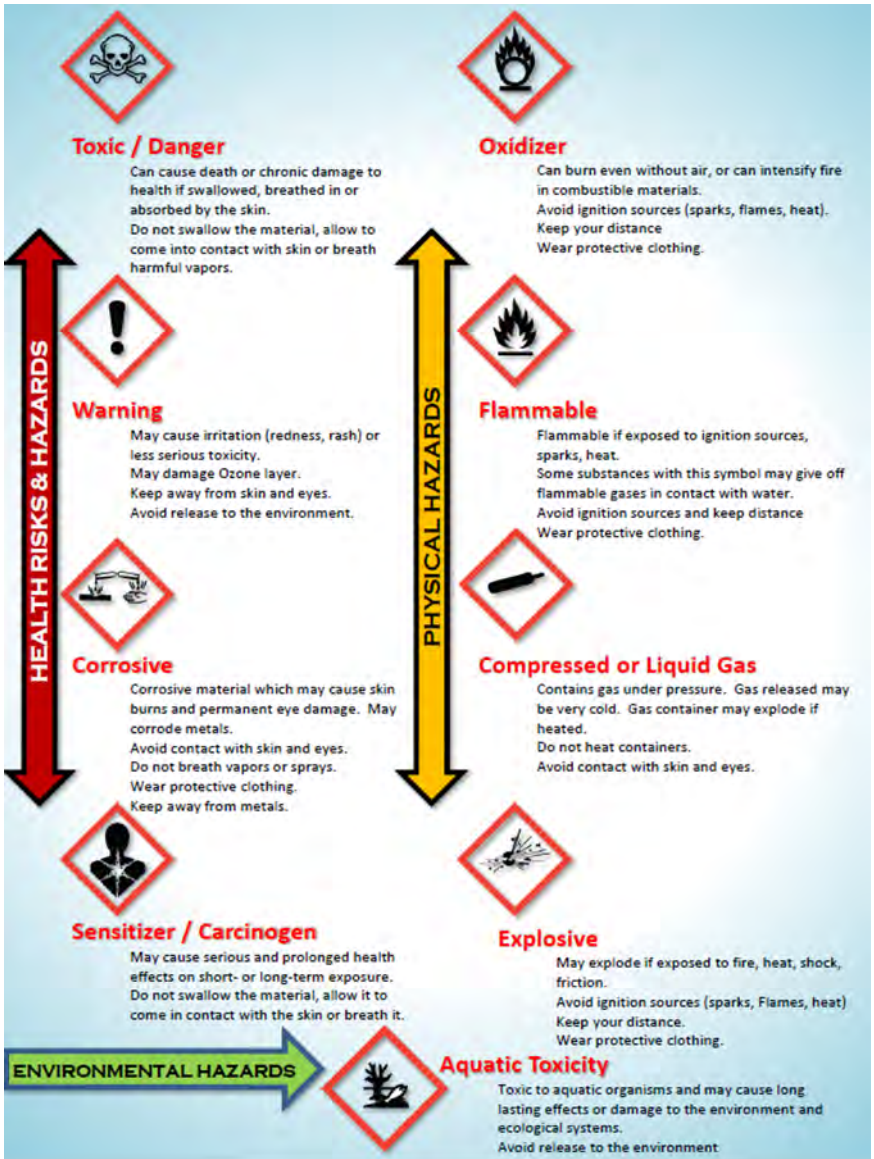 Toxic / Danger
Can cause death or chronic damage to
health if swallowed, breathed in or
absorbed by the skin.
Do not swallow the material, allow to
come into contact with skin or breath
harmful vapors.
Warning
May cause irritation (redness, rash) or
less serious toxicity.
May damage Ozone layer.
Keep away from skin and eyes.
Avoid release to the environment.
HEALTH RISKS & HAZARDS
Corrosive
Corrosive material which may cause skin
burns and permanent eye damage.  May
corrode metals.
Avoid contact with skin and eyes.
Do not breath vapors or sprays.
Wear protective clothing.
Keep away from metals.
Sensitizer / Carcinogen
May cause serious and prolonged health
effects on short- or long-term exposure.
Do not swallow the material, allow it to
come in contact with the skin or breath it.
Oxidizer
Can burn even without air, or can intensify fire
in combustible materials.
Avoid ignition sources (sparks, flames, heat).
Keep your distance
Wear protective clothing.
Flammable
Flammable if exposed to ignition sources,
sparks, heat.
Some substances with this symbol may give off
flammable gases in contact with water.
Avoid ignition sources and keep distance
Wear protective clothing.
PHYSICAL HAZARDS
Compressed or Liquid Gas
Contains gas under pressure.  Gas released may
be very cold.  Gas container may explode if
heated.
Do not heat containers.
Avoid contact with skin and eyes.
Explosive
May explode if exposed to fire, heat, shock,
friction.
Avoid ignition sources (sparks, Flames, heat)
Keep your distance.
Wear protective clothing.
ENVIRONMENTAL HAZARDS
Aquatic Toxicity
Toxic to aquatic organisms and may cause long
lasting effects or damage to the environment and
ecological systems.
Avoid release to the environment